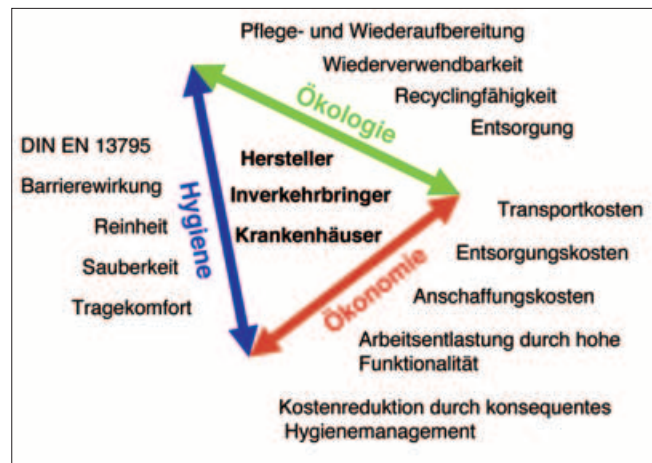 Pflege- und Wiederaufbereitung
Wiederverwendbarkeit
Recyclingfähigkeit
Entsorgung
Ökologie
DIN EN 13795
Barrierewirkung
Reinheit
Sauberkeit
Tragekomfort
Hygiene
Hersteller
Inverkehrbringer
Krankenhäuser
Ökonomie
Transportkosten
Entsorgungskosten
Anschaffungskosten
Arbeitsentlastung durch hohe
Funktionalität
Kostenreduktion durch konsequentes
Hygienemanagement